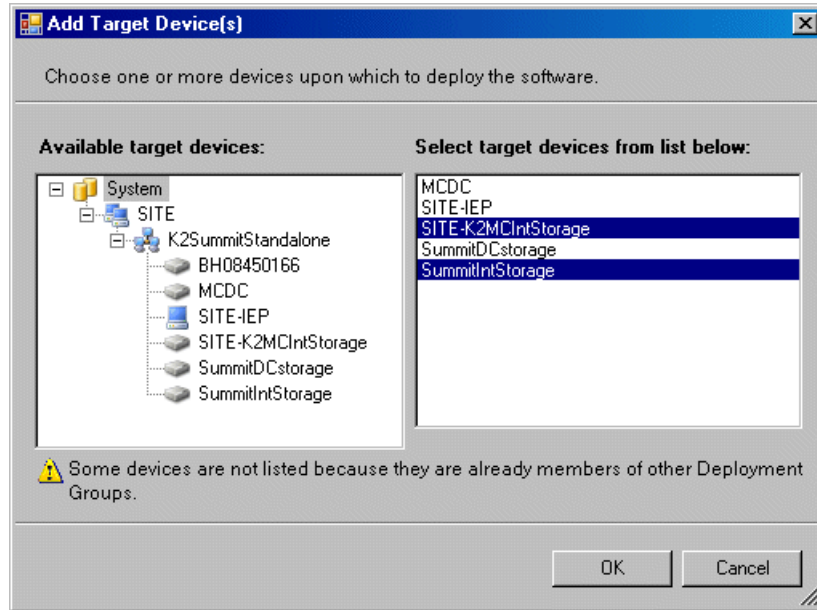 Add Target Device(s)
Choose one or more devices upon which to deploy the software.
Available target devices:
System
SITE
K2SummitStandalone
BH08450166
MCDC
SITE-IEP
SITE-K2MCIntStorage
SummitDCstorage
SummitIntStorage
Select target devices from list below:
MCDC
SITE-IEP
SITE-K2MCIntStorage
SummitDCstorage
SummitIntStorage
Some devices are not listed because they are already members of other Deployment
Groups.
OK
Cancel